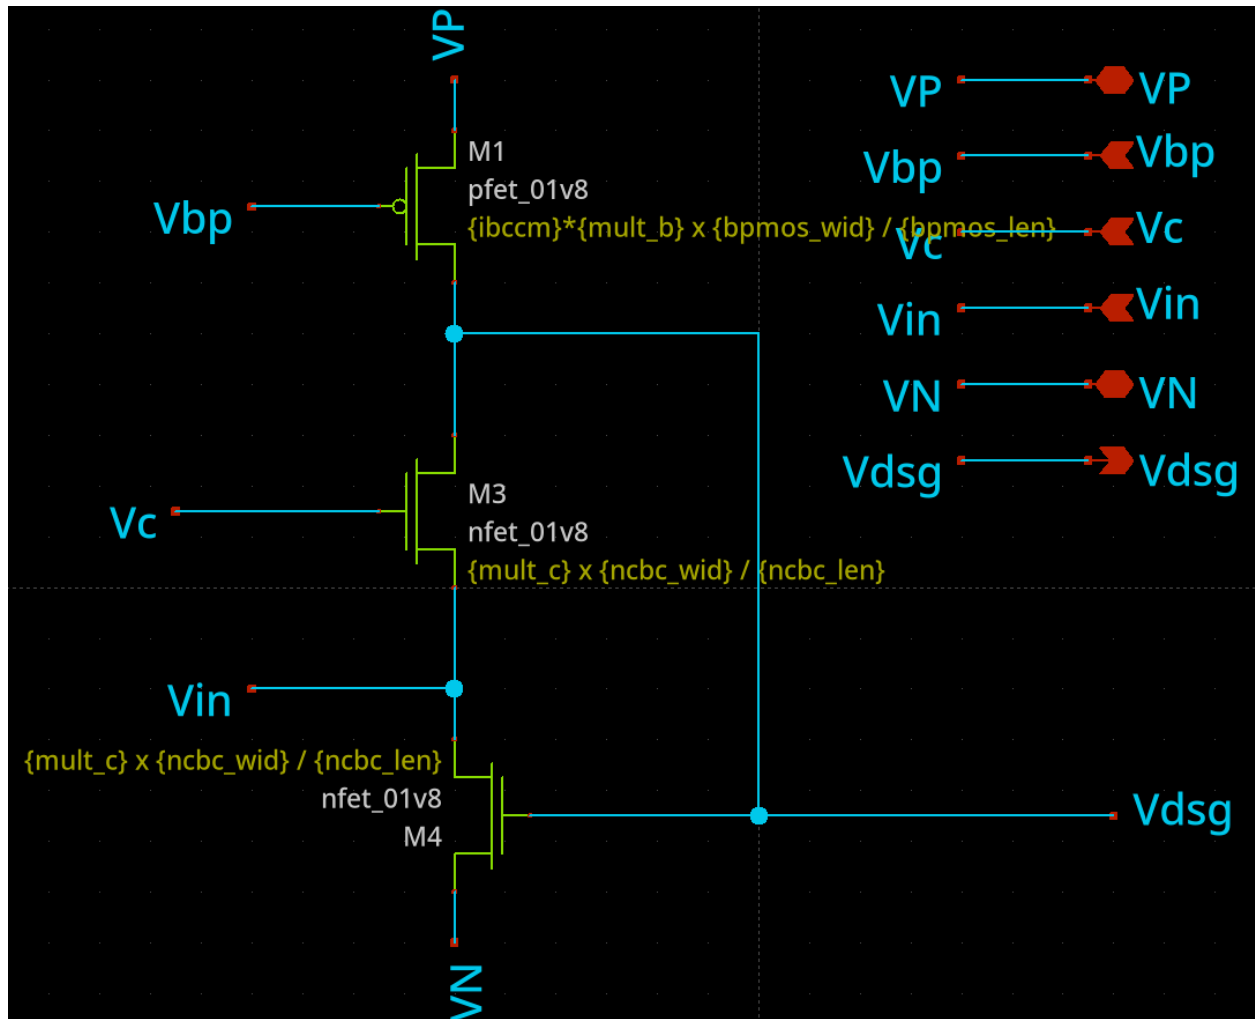 VP
M1
pfet_01v8
{ibccm}*{mult_b} x {bpmos_wid} / {bpmos_len}
Vbp
M3
nfet_01v8
{mult_c} x {ncbc_wid} / {ncbc_len}
Vc
Vin
{mult_c} x {ncbc_wid} / {ncbc_len}
nfet_01v8
M4
Vdsg
VN
VP VP
Vbp Vbp
Vc Vc
Vin Vin
VN VN
Vdsg Vdsg